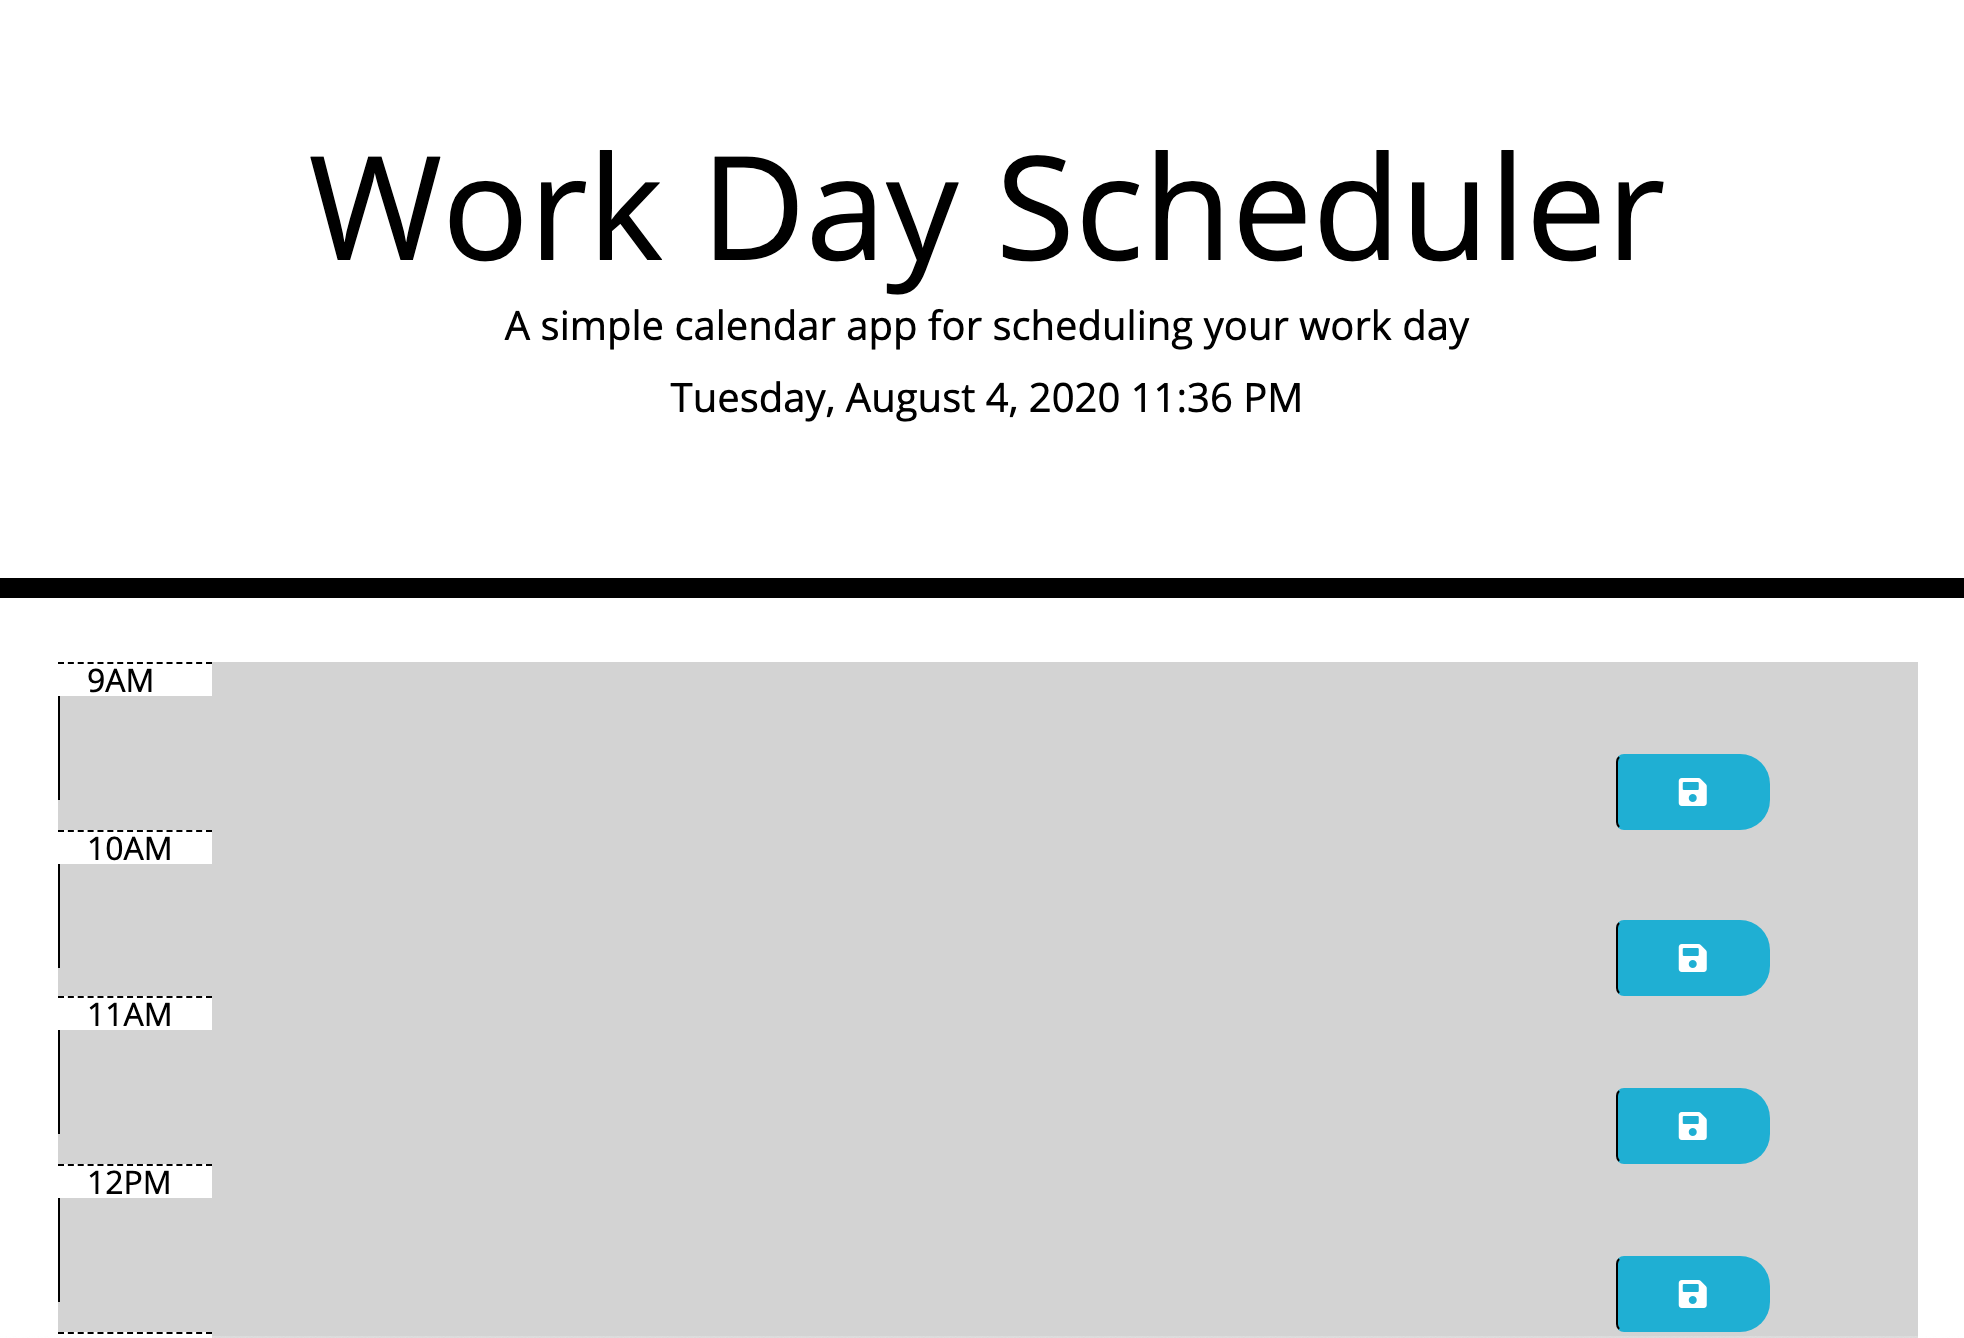 Work Day Scheduler
A simple calendar app for scheduling your work day
Tuesday, August 4, 2020 11:36 PM
9AM
10AM
11AM
12PM